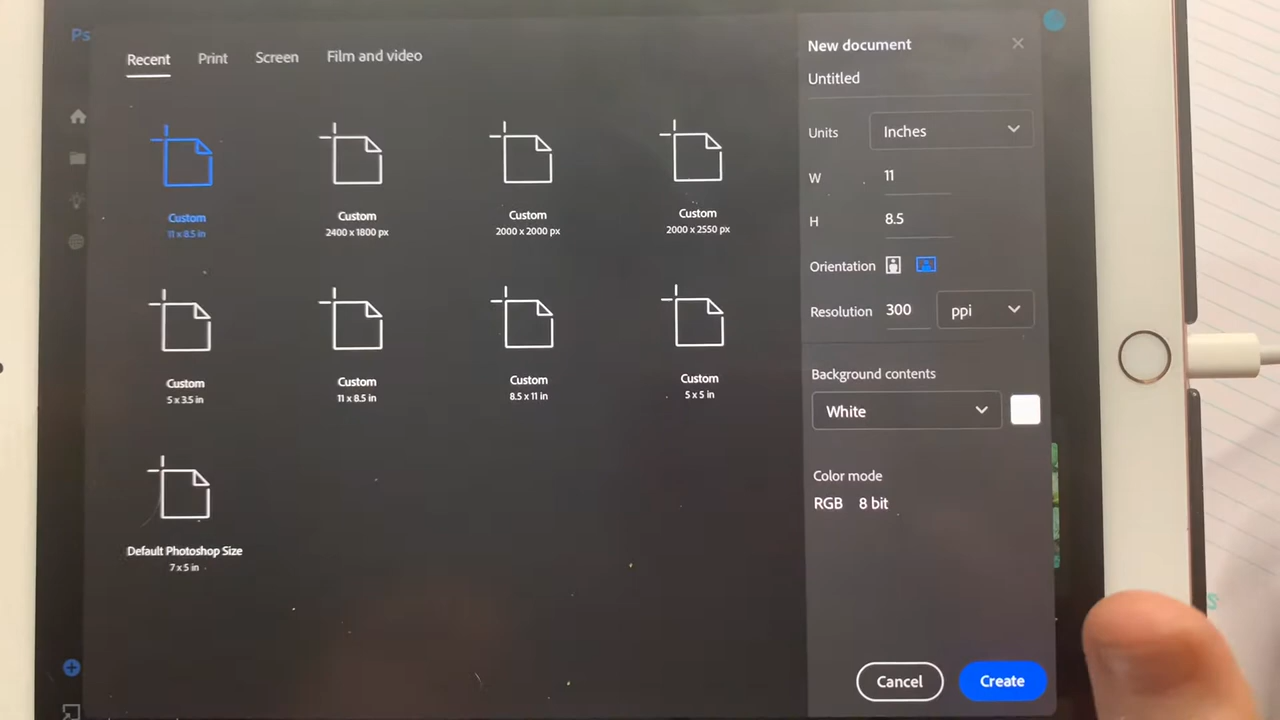 Ps
Recent Print Screen Film and video
Custom
11 x 8.5 in
Custom
2400 x 1800 px
Custom
2000 x 2000 px
Custom
2000 x 2550 px
Custom
5 x 3.5 in
Custom
11 x 8.5 in
Custom
8.5 x 11 in
Custom
5 x 5 in
Default Photoshop Size
7 x 5 in
New document
Untitled
Units Inches
W 11
H 8.5
Orientation
Resolution 300 ppi
Background contents
White
Color mode
RGB 8 bit
Cancel Create